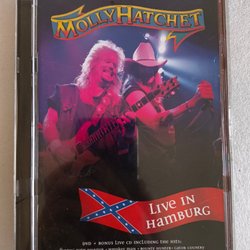 MOLLY HATCHET
LIVE IN
HAMBURG
DVD + BONUS LIVE CD INCLUDING THE HITS: